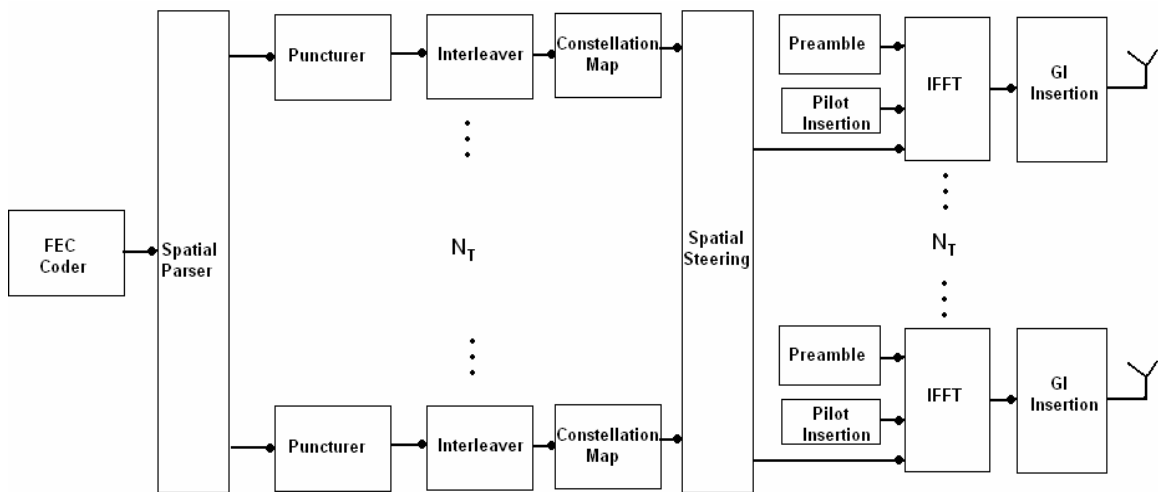 FEC
Coder
Spatial
Parser
Puncturer
Interleaver
Constellation
Map
N_T
Puncturer
Interleaver
Constellation
Map
Spatial
Steering
Preamble
Pilot
Insertion
IFFT
GI
Insertion
N_T
Preamble
Pilot
Insertion
IFFT
GI
Insertion